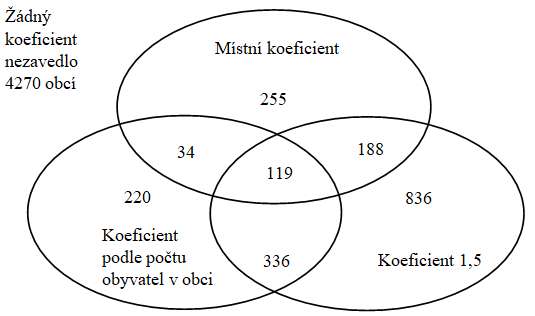 Žádný
koeficient
nezavedlo
4270 obcí
Místní koeficient
255
34
188
119
220
836
Koeficient
podle počtu
obyvatel v obci
336
Koeficient 1,5